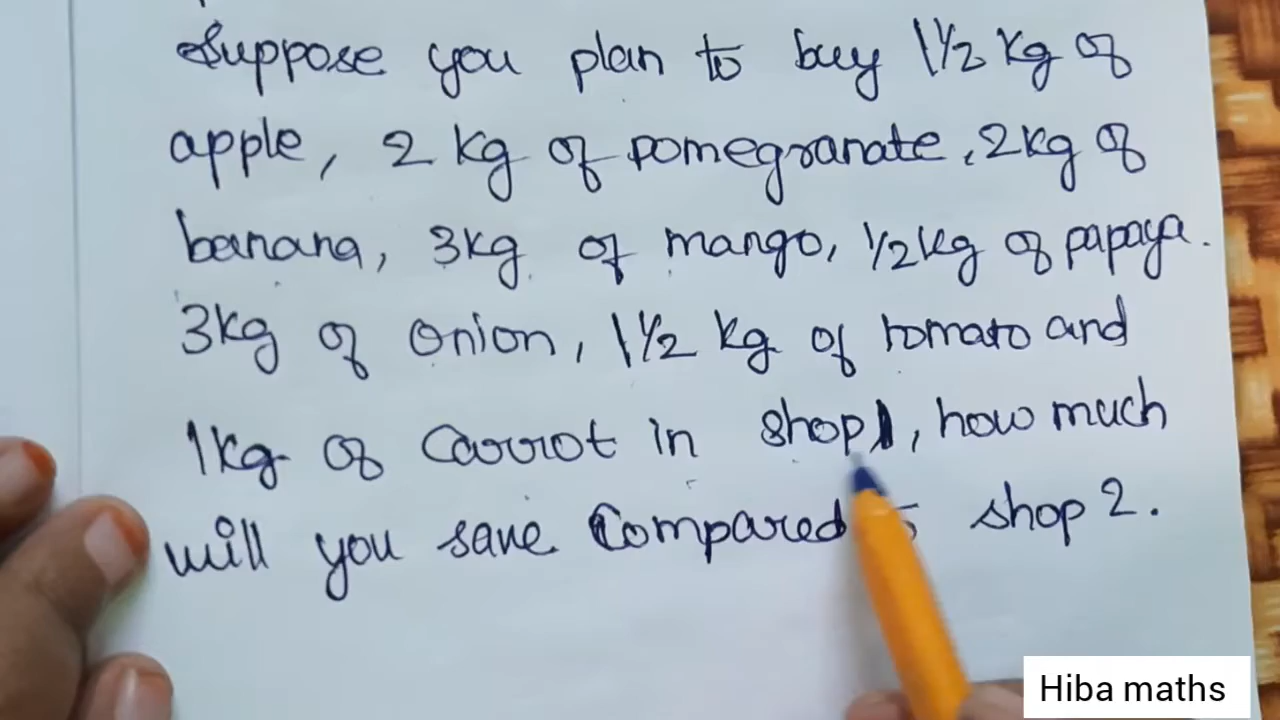 Suppose you plan to buy 1½ kg of
apple, 2 kg of pomegranate, 2kg of
banana, 3kg of mango, ½kg of papaya.
3kg of Onion, 1½ kg of tomato and
1kg of Carrot in shop1, how much
will you save Compared shop 2.
Hiba maths